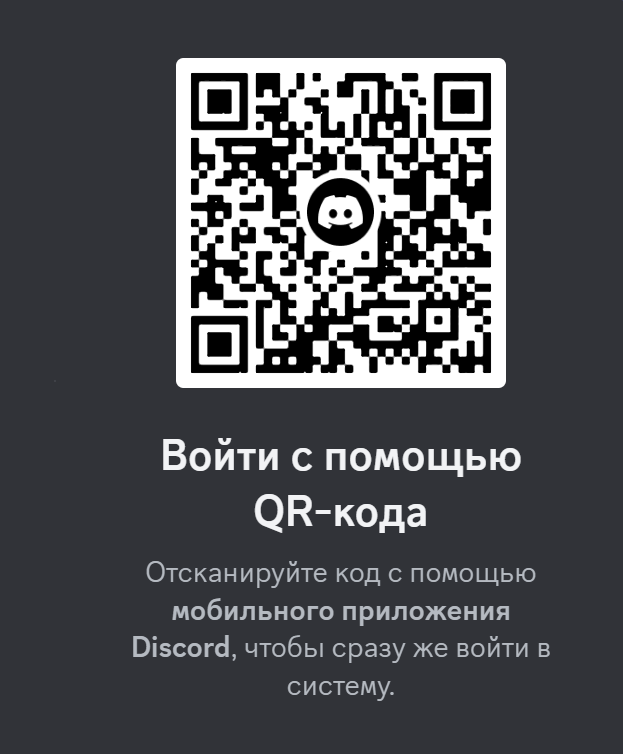 Войти с помощью
QR-кода
Отсканируйте код с помощью
мобильного приложения
Discord, чтобы сразу же войти в
систему.